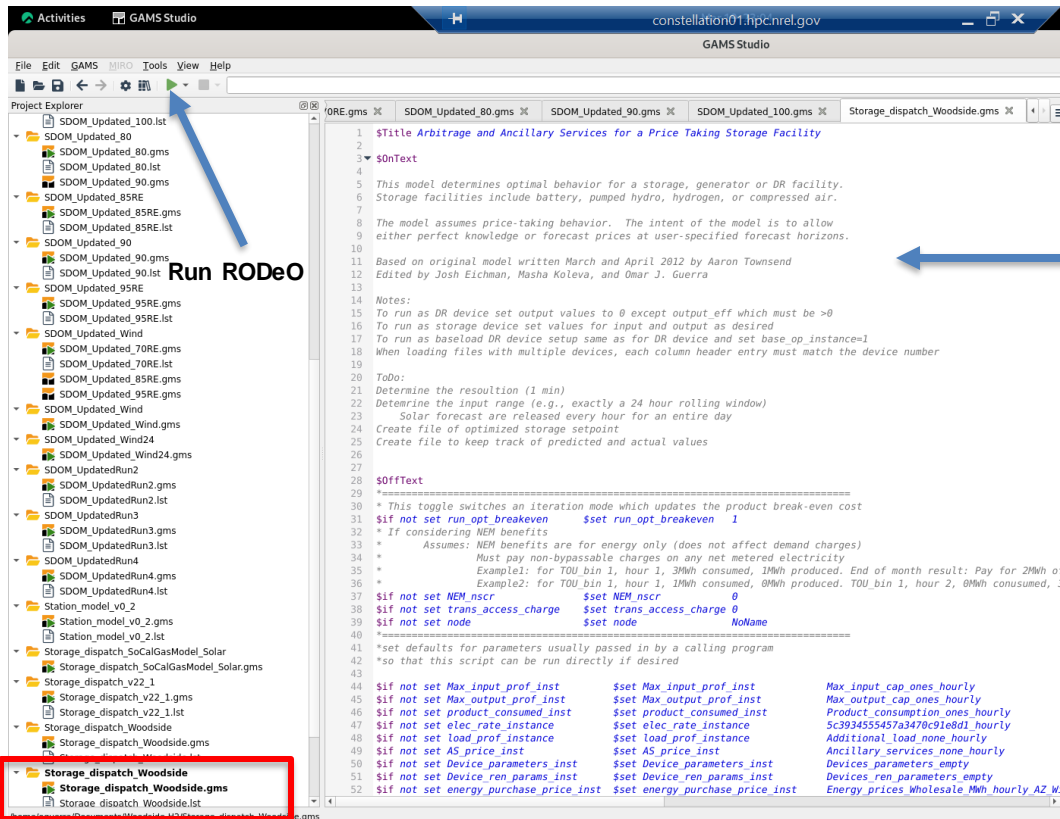 Activities GAMS Studio constellation01.hpc.nrel.gov
GAMS Studio
File Edit GAMS MIRO Tools View Help
Project Explorer
SDOM_Updated_100.lst
SDOM_Updated_80
SDOM_Updated_80.gms
SDOM_Updated_80.lst
SDOM_Updated_90.gms
SDOM_Updated_85RE
SDOM_Updated_85RE.gms
SDOM_Updated_85RE.lst
SDOM_Updated_90
SDOM_Updated_90.gms
SDOM_Updated_90.lst
SDOM_Updated_95RE
SDOM_Updated_95RE.gms
SDOM_Updated_95RE.lst
SDOM_Updated_Wind
SDOM_Updated_70RE.gms
SDOM_Updated_70RE.lst
SDOM_Updated_85RE.gms
SDOM_Updated_95RE.gms
SDOM_Updated_Wind
SDOM_Updated_Wind.gms
SDOM_Updated_Wind24
SDOM_Updated_Wind24.gms
SDOM_UpdatedRun2
SDOM_UpdatedRun2.gms
SDOM_UpdatedRun2.lst
SDOM_UpdatedRun3
SDOM_UpdatedRun3.gms
SDOM_UpdatedRun3.lst
SDOM_UpdatedRun4
SDOM_UpdatedRun4.gms
SDOM_UpdatedRun4.lst
Station_model_v0_2
Station_model_v0_2.gms
Station_model_v0_2.lst
Storage_dispatch_SoCalGasModel_Solar
Storage_dispatch_SoCalGasModel_Solar.gms
Storage_dispatch_v22_1
Storage_dispatch_v22_1.gms
Storage_dispatch_v22_1.lst
Storage_dispatch_Woodside
Storage_dispatch_Woodside.gms
Storage_dispatch_Woodside
Storage_dispatch_Woodside.gms
Storage_dispatch_Woodside.lst
Run RODeO
70RE.gms SDOM_Updated_80.gms SDOM_Updated_90.gms SDOM_Updated_100.gms Storage_dispatch_Woodside.gms
1 $Title Arbitrage and Ancillary Services for a Price Taking Storage Facility
2
3 $OnText
4
5 This model determines optimal behavior for a storage, generator or DR facility.
6 Storage facilities include battery, pumped hydro, hydrogen, or compressed air.
7
8 The model assumes price-taking behavior. The intent of the model is to allow
9 either perfect knowledge or forecast prices at user-specified forecast horizons.
10
11 Based on original model written March and April 2012 by Aaron Townsend
12 Edited by Josh Eichman, Masha Koleva, and Omar J. Guerra
13
14 Notes:
15 To run as DR device set output values to 0 except output_eff which must be >0
16 To run as storage device set values for input and output as desired
17 To run as baseload DR device setup same as for DR device and set base_op_instance=1
18 When loading files with multiple devices, each column header entry must match the device number
19
20 ToDo:
21 Determine the resoultion (1 min)
22 Detemrine the input range (e.g., exactly a 24 hour rolling window)
23 Solar forecast are released every hour for an entire day
24 Create file of optimized storage setpoint
25 Create file to keep track of predicted and actual values
26
27
28 $OffText
29 *===============================================================================
30 * This toggle switches an iteration mode which updates the product break-even cost
31 $if not set run_opt_breakeven $set run_opt_breakeven 1
32 * If considering NEM benefits
33 * Assumes: NEM benefits are for energy only (does not affect demand charges)
34 * Must pay non-bypassable charges on any net metered electricity
35 * Example1: for TOU_bin 1, hour 1, 3MWh consumed, 1MWh produced. End of month result: Pay for 2MWh o
36 * Example2: for TOU_bin 1, hour 1, 1MWh consumed, 0MWh produced. TOU_bin 1, hour 2, 0MWh conusumed,
37 $if not set NEM_nscr $set NEM_nscr 0
38 $if not set trans_access_charge $set trans_access_charge 0
39 $if not set node $set node NoName
40 *===============================================================================
41 *set defaults for parameters usually passed in by a calling program
42 *so that this script can be run directly if desired
43
44 $if not set Max_input_prof_inst $set Max_input_prof_inst Max_input_cap_ones_hourly
45 $if not set Max_output_prof_inst $set Max_output_prof_inst Max_output_cap_ones_hourly
46 $if not set product_consumed_inst $set product_consumed_inst Product_consumption_ones_hourly
47 $if not set elec_rate_instance $set elec_rate_instance 5c3934555457a3470c91e8d1_hourly
48 $if not set load_prof_instance $set load_prof_instance Additional_load_none_hourly
49 $if not set AS_price_inst $set AS_price_inst Ancillary_services_none_hourly
50 $if not set Device_parameters_inst $set Device_parameters_inst Devices_parameters_empty
51 $if not set Device_ren_params_inst $set Device_ren_params_inst Devices_ren_parameters_empty
52 $if not set energy_purchase_price_inst $set energy_purchase_price_inst Energy_prices_Wholesale_MWh_hourly_AZ_W